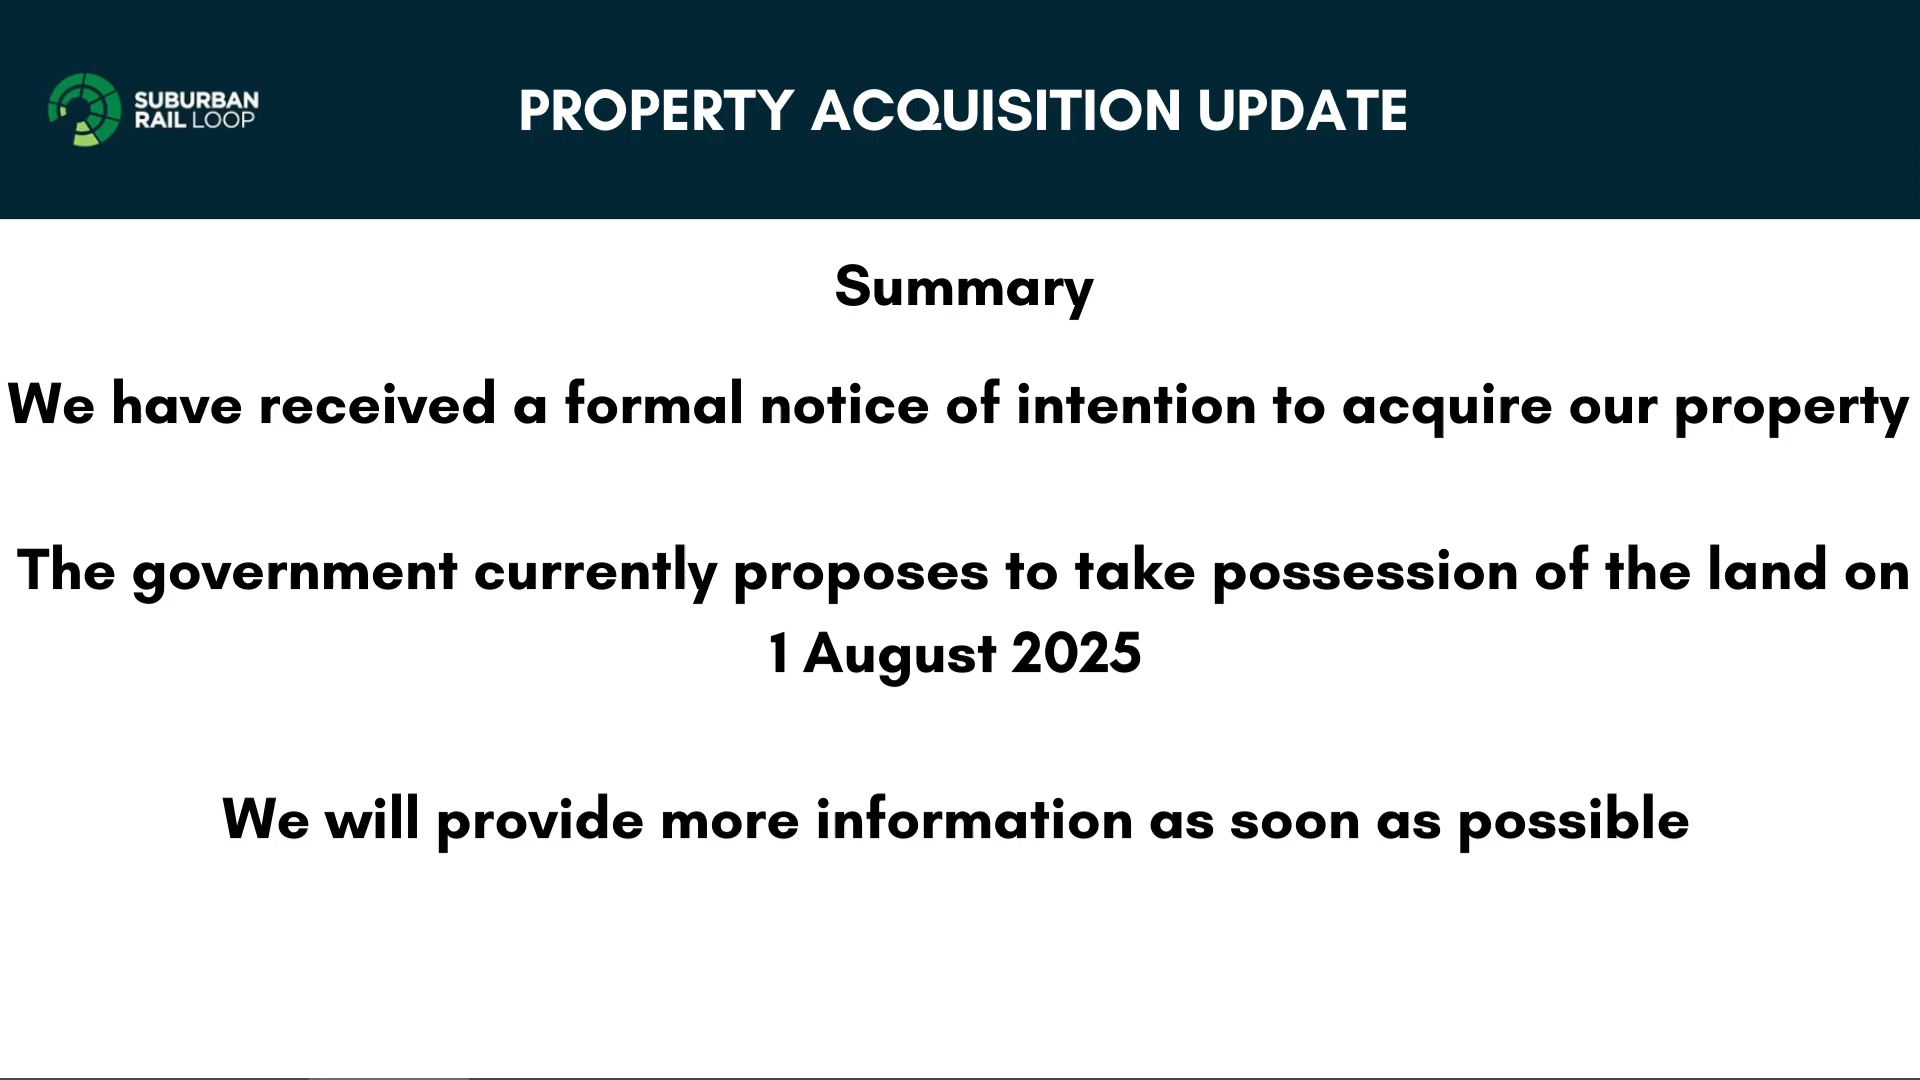 SUBURBAN
RAIL LOOP
PROPERTY ACQUISITION UPDATE
Summary
We have received a formal notice of intention to acquire our property
The government currently proposes to take possession of the land on
1 August 2025
We will provide more information as soon as possible